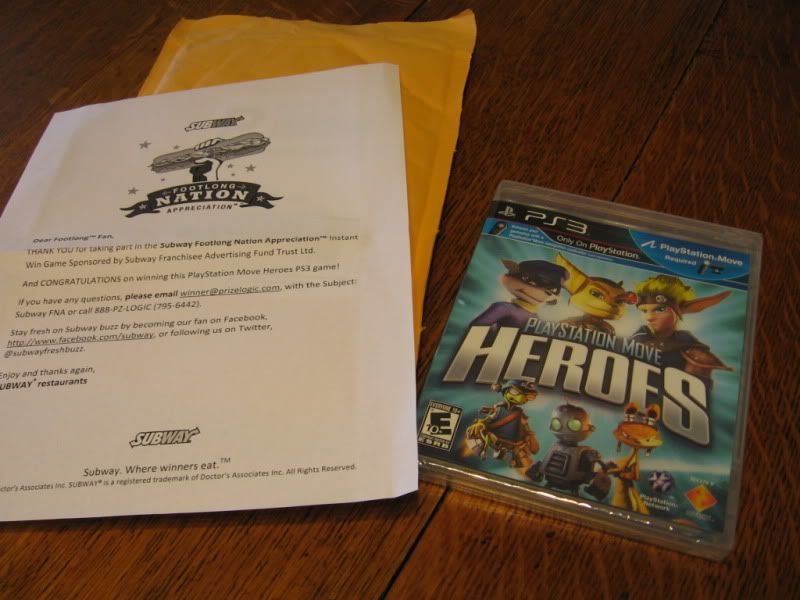 SUBWAY
FOOTLONG
NATION
APPRECIATION™
Dear Footlong™ Fan,
THANK YOU for taking part in the Subway Footlong Nation Appreciation™ Instant
Win Game Sponsored by Subway Franchisee Advertising Fund Trust Ltd.
And CONGRATULATIONS on winning this PlayStation Move Heroes PS3 game!
If you have any questions, please email winner@prizelogic.com, with the Subject:
Subway FNA or call 888-PZ-LOGIC (795-6442).
Stay fresh on Subway buzz by becoming our fan on Facebook,
http://www.facebook.com/subway, or following us on Twitter,
@subwayfreshbuzz.
njoy and thanks again,
UBWAY® restaurants
SUBWAY
Subway. Where winners eat.™
ctor's Associates Inc. SUBWAY® is a registered trademark of Doctor's Associates Inc. All Rights Reserved.
PS3
Only On PlayStation.
PlayStation.Move
Required
PLAYSTATION MOVE
HEROES
EVERYONE 10+
E
10+
ESRB
PlayStation
Network
SONY